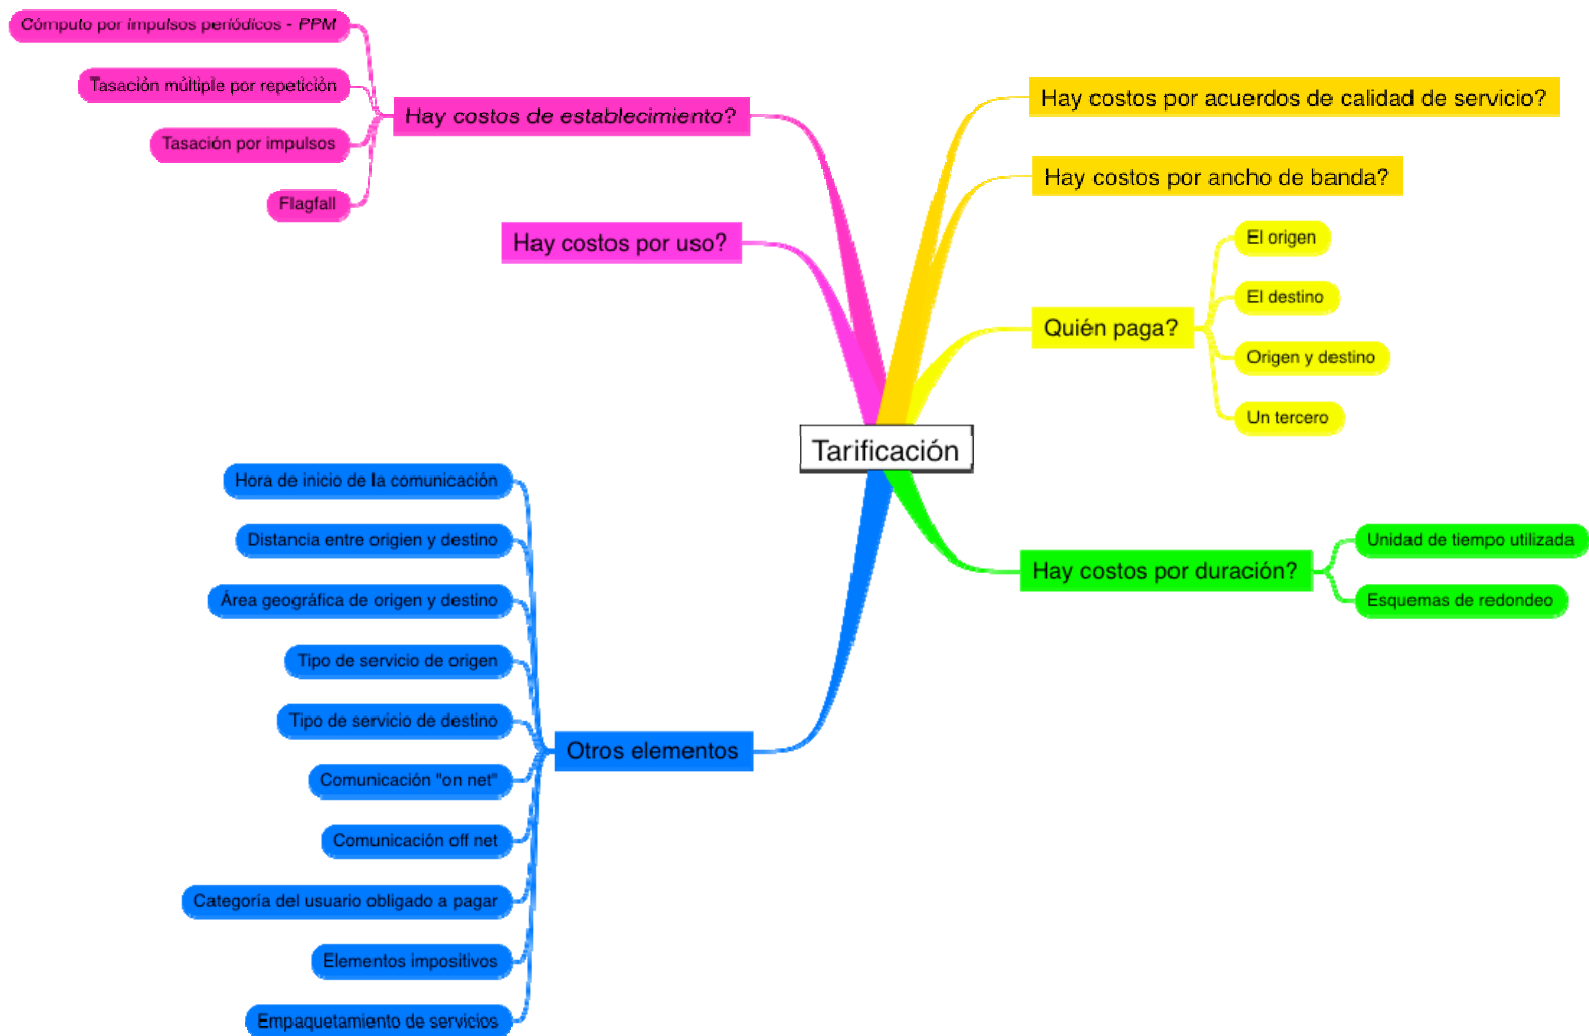 Cómputo por impulsos periódicos - PPM
Tasación múltiple por repetición
Hay costos de establecimiento?
Tasación por impulsos
Flagfall
Hay costos por uso?
Hay costos por acuerdos de calidad de servicio?
Hay costos por ancho de banda?
El origen
El destino
Quién paga?
Origen y destino
Un tercero
Tarificación
Unidad de tiempo utilizada
Hay costos por duración?
Esquemas de redondeo
Hora de inicio de la comunicación
Distancia entre origien y destino
Área geográfica de origen y destino
Tipo de servicio de origen
Tipo de servicio de destino
Otros elementos
Comunicación "on net"
Comunicación off net
Categoría del usuario obligado a pagar
Elementos impositivos
Empaquetamiento de servicios